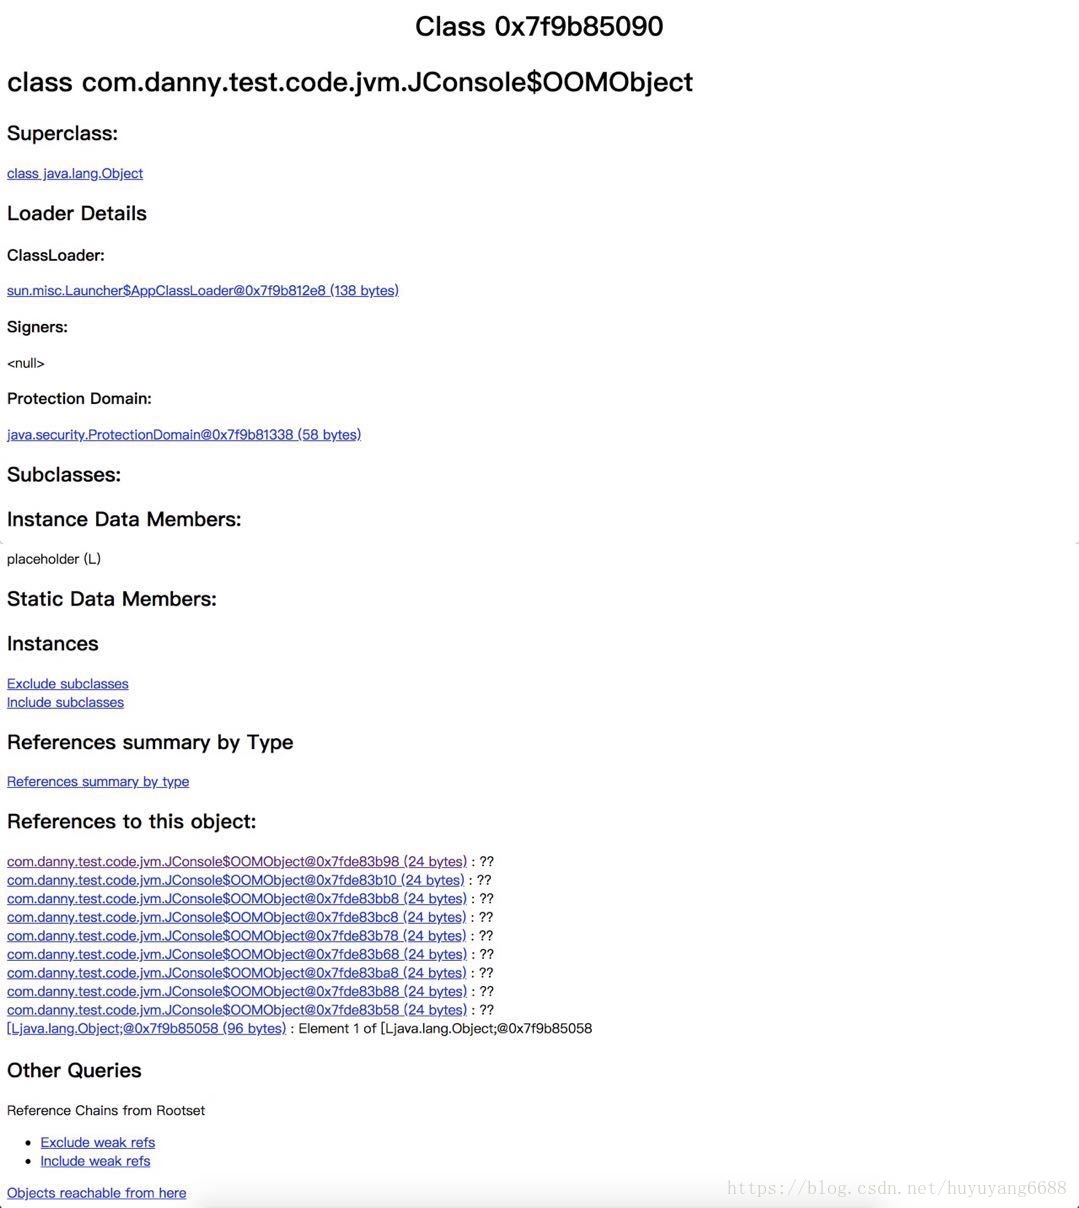 Class 0x7f9b85090
class com.danny.test.code.jvm.JConsole$OOMObject
Superclass:
class java.lang.Object
Loader Details
ClassLoader:
sun.misc.Launcher$AppClassLoader@0x7f9b812e8 (138 bytes)
Signers:
<null>
Protection Domain:
java.security.ProtectionDomain@0x7f9b81338 (58 bytes)
Subclasses:
Instance Data Members:
placeholder (L)
Static Data Members:
Instances
Exclude subclasses
Include subclasses
References summary by Type
References summary by type
References to this object:
com.danny.test.code.jvm.JConsole$OOMObject@0x7fde83b98 (24 bytes) : ??
com.danny.test.code.jvm.JConsole$OOMObject@0x7fde83b10 (24 bytes) : ??
com.danny.test.code.jvm.JConsole$OOMObject@0x7fde83bb8 (24 bytes) : ??
com.danny.test.code.jvm.JConsole$OOMObject@0x7fde83bc8 (24 bytes) : ??
com.danny.test.code.jvm.JConsole$OOMObject@0x7fde83b78 (24 bytes) : ??
com.danny.test.code.jvm.JConsole$OOMObject@0x7fde83b68 (24 bytes) : ??
com.danny.test.code.jvm.JConsole$OOMObject@0x7fde83ba8 (24 bytes) : ??
com.danny.test.code.jvm.JConsole$OOMObject@0x7fde83b88 (24 bytes) : ??
com.danny.test.code.jvm.JConsole$OOMObject@0x7fde83b58 (24 bytes) : ??
[Ljava.lang.Object;@0x7f9b85058 (96 bytes) : Element 1 of [Ljava.lang.Object;@0x7f9b85058
Other Queries
Reference Chains from Rootset
• Exclude weak refs
• Include weak refs
Objects reachable from here
https://blog.csdn.net/huyuyang6688